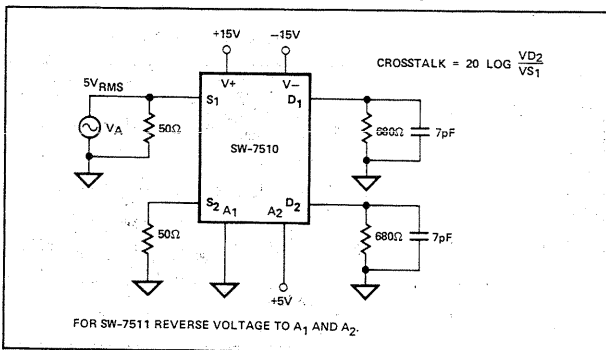 +15V -15V
CROSSTALK = 20 LOG VD2/VS1
5VRMS
V+ V-
S1 D1
VA 50Ω 680Ω 7pF
SW-7510
S2 A1 A2 D2
50Ω 680Ω 7pF
+5V
FOR SW-7511 REVERSE VOLTAGE TO A1 AND A2.